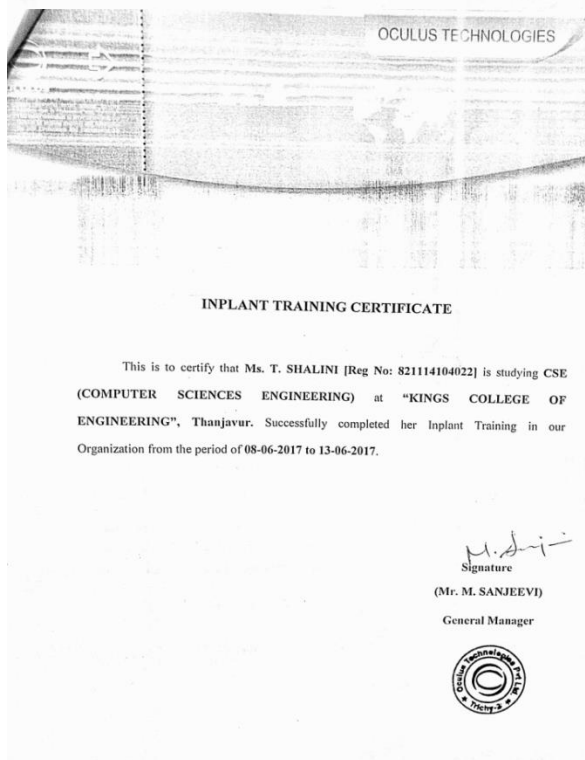 OCULUS TECHNOLOGIES
INPLANT TRAINING CERTIFICATE
This is to certify that Ms. T. SHALINI [Reg No: 821114104022] is studying CSE
(COMPUTER SCIENCES ENGINEERING) at “KINGS COLLEGE OF
ENGINEERING”, Thanjavur. Successfully completed her Inplant Training in our
Organization from the period of 08-06-2017 to 13-06-2017.
Signature
(Mr. M. SANJEEVI)
General Manager
Oculus Technologies Pvt Ltd.
Trichy-2